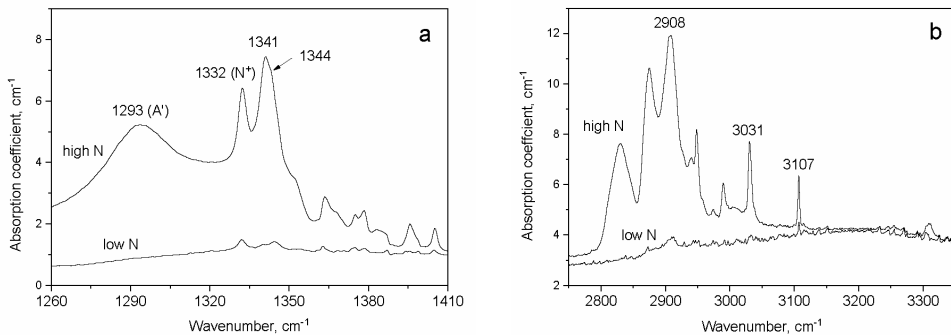 a
1341
1344
1332 (N⁺)
1293 (A')
high N
low N
Absorption coefficient, cm⁻¹
8
6
4
2
0
1260 1290 1320 1350 1380 1410
Wavenumber, cm⁻¹
b
2908
3031
3107
high N
low N
Absorption coefficient, cm⁻¹
12
10
8
6
4
2
2800 2900 3000 3100 3200 3300
Wavenumber, cm⁻¹